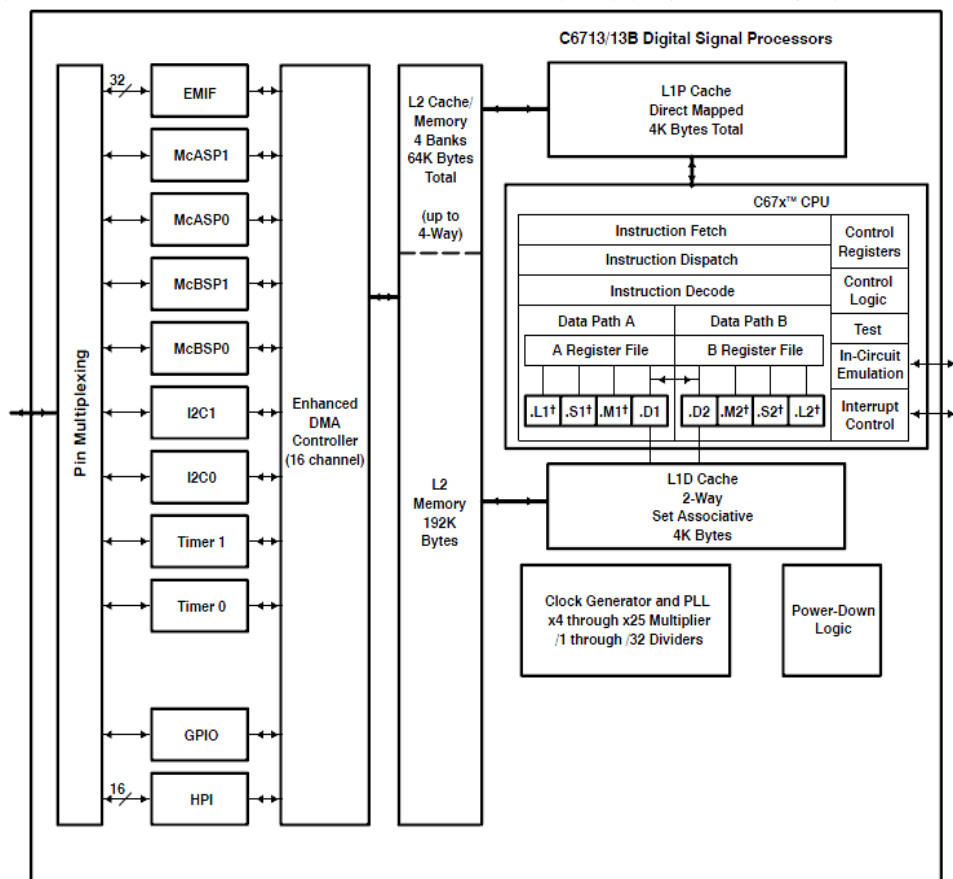 C6713/13B Digital Signal Processors
Pin Multiplexing
32
EMIF
McASP1
McASP0
McBSP1
McBSP0
I2C1
I2C0
Timer 1
Timer 0
GPIO
16
HPI
Enhanced
DMA
Controller
(16 channel)
L2 Cache/
Memory
4 Banks
64K Bytes
Total
(up to
4-Way)
L2
Memory
192K
Bytes
L1P Cache
Direct Mapped
4K Bytes Total
C67x™ CPU
Instruction Fetch
Instruction Dispatch
Instruction Decode
Data Path A
Data Path B
A Register File
B Register File
.L1† .S1† .M1† .D1
.D2 .M2† .S2† .L2†
Control
Registers
Control
Logic
Test
In-Circuit
Emulation
Interrupt
Control
L1D Cache
2-Way
Set Associative
4K Bytes
Clock Generator and PLL
x4 through x25 Multiplier
/1 through /32 Dividers
Power-Down
Logic